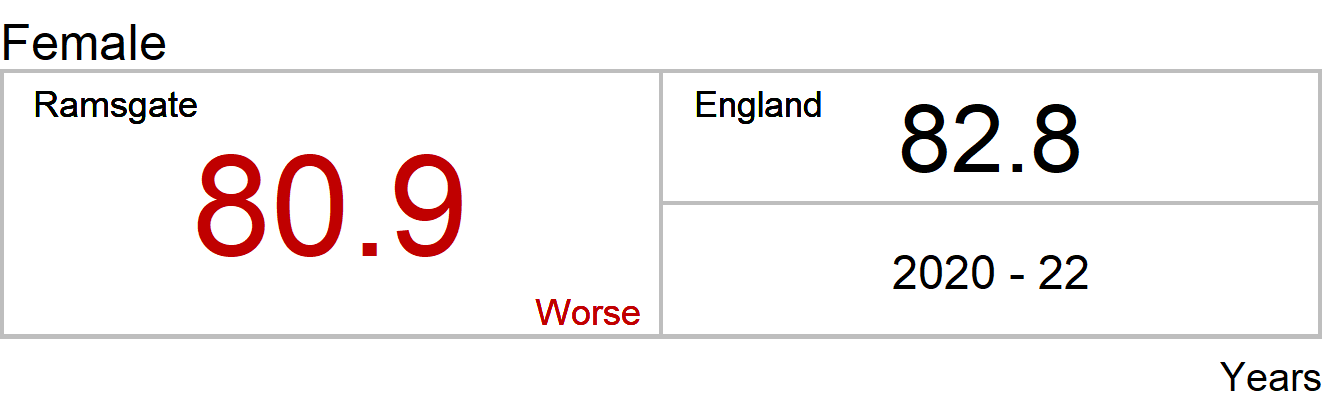 Female
Ramsgate
80.9
Worse
England
82.8
2020 - 22
Years